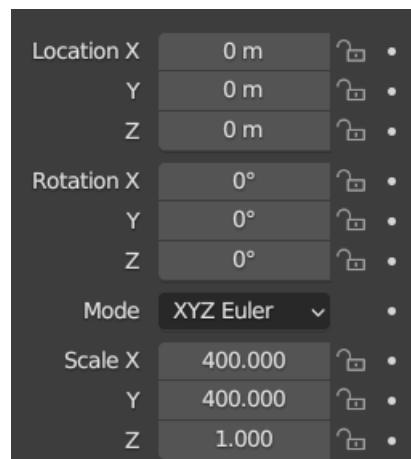 Location X 0 m
Y 0 m
Z 0 m
Rotation X 0°
Y 0°
Z 0°
Mode XYZ Euler
Scale X 400.000
Y 400.000
Z 1.000